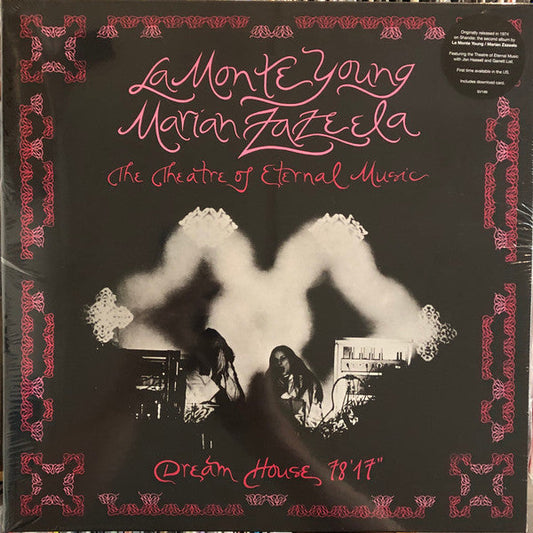 Originally released in 1974
on Shandar, the second album by
La Monte Young / Marian Zazeela
Featuring the Theatre of Eternal Music
with Jon Hassell and Garrett List.
First time available in the US.
Includes download card.
La Monte Young
Marian Zazeela
The Theatre of Eternal Music
Dream House 78'17"